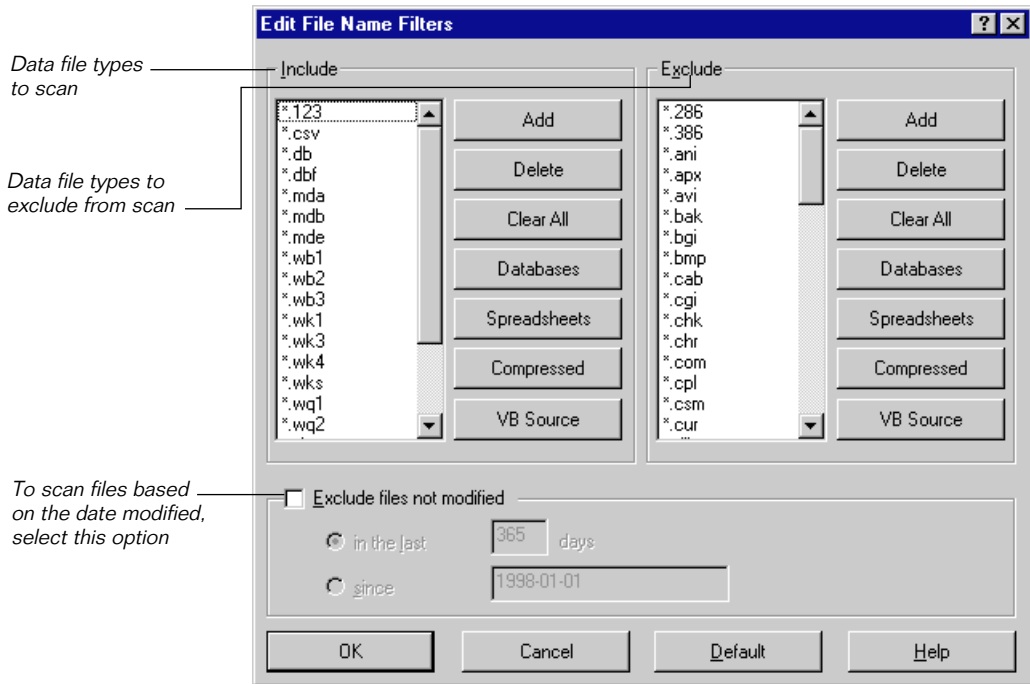 Edit File Name Filters
? X
Data file types
to scan
Data file types to
exclude from scan
To scan files based
on the date modified,
select this option
Include
*.123
*.csv
*.db
*.dbf
*.mda
*.mdb
*.mde
*.wb1
*.wb2
*.wb3
*.wk1
*.wk3
*.wk4
*.wks
*.wq1
*.wq2
Add
Delete
Clear All
Databases
Spreadsheets
Compressed
VB Source
Exclude
*.286
*.386
*.ani
*.apx
*.avi
*.bak
*.bgi
*.bmp
*.cab
*.cgi
*.chk
*.chr
*.com
*.cpl
*.csm
*.cur
Add
Delete
Clear All
Databases
Spreadsheets
Compressed
VB Source
Exclude files not modified
in the last 365 days
since 1998-01-01
OK Cancel Default Help